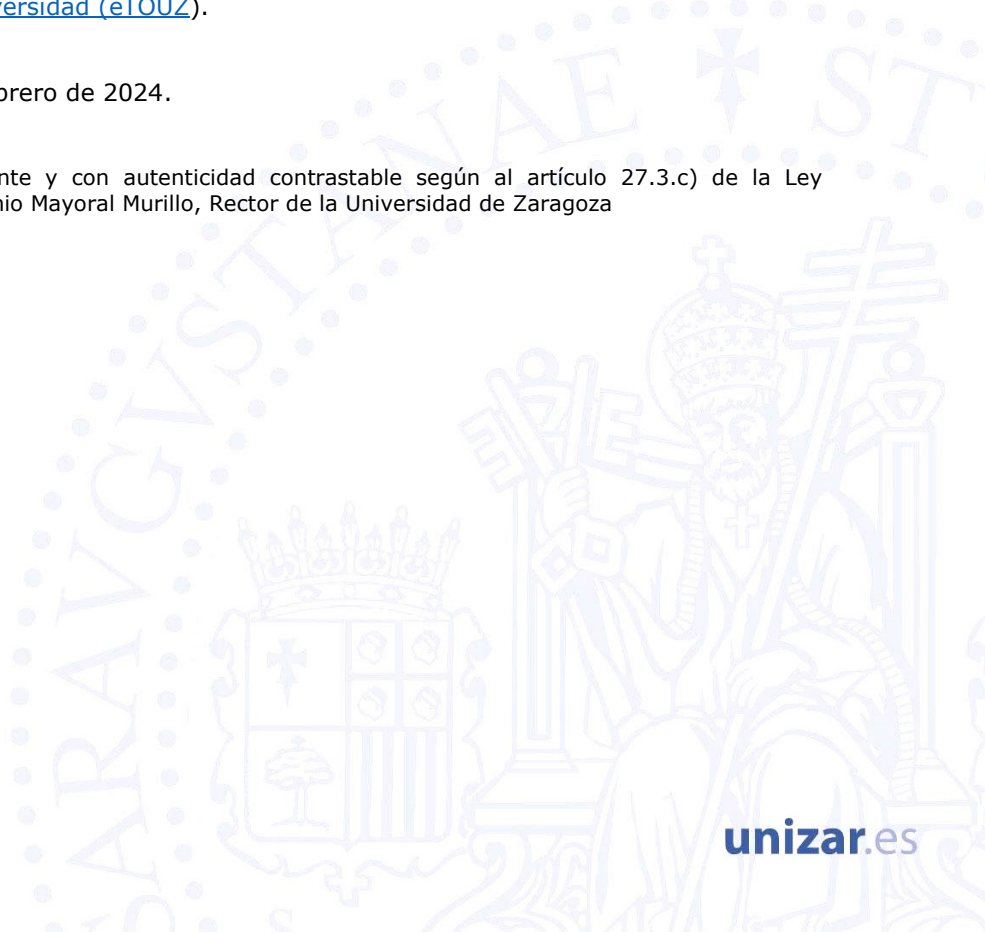 versidad (eTOUZ).
brero de 2024.
nte y con autenticidad contrastable según al artículo 27.3.c) de la Ley
nio Mayoral Murillo, Rector de la Universidad de Zaragoza
unizar.es